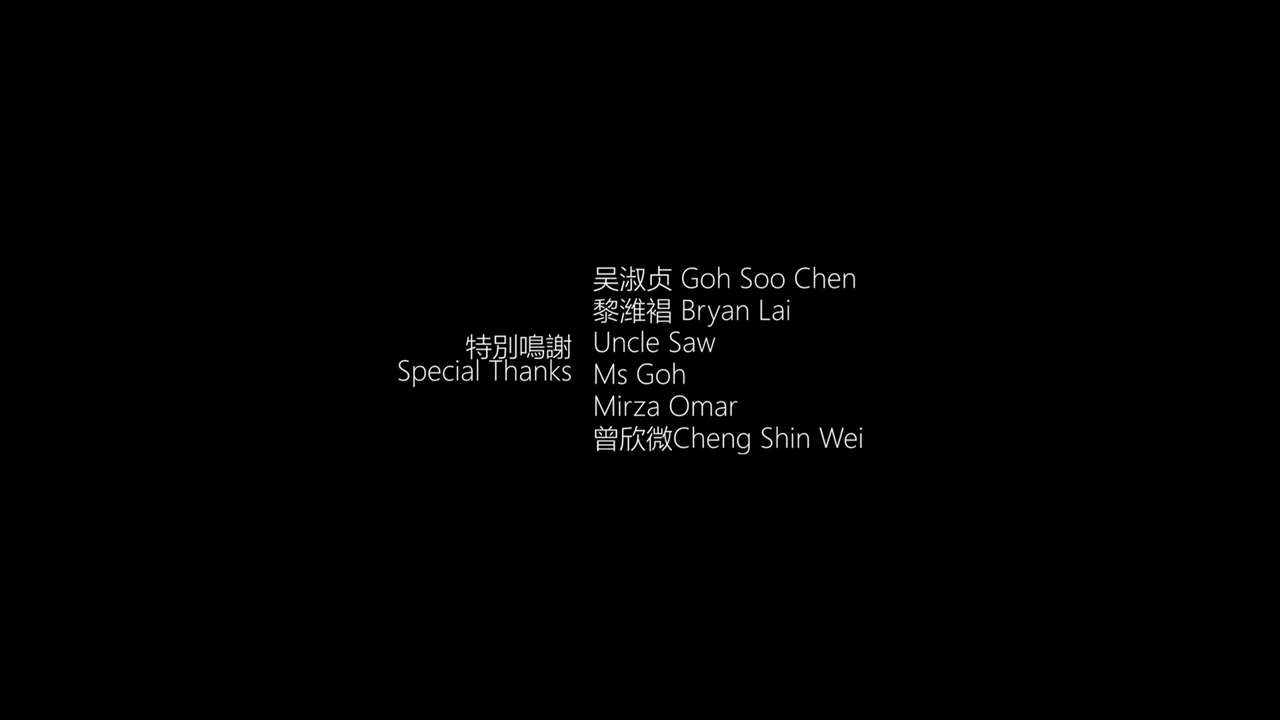 特別鳴謝
Special Thanks
吴淑贞 Goh Soo Chen
黎潍裮 Bryan Lai
Uncle Saw
Ms Goh
Mirza Omar
曾欣微Cheng Shin Wei